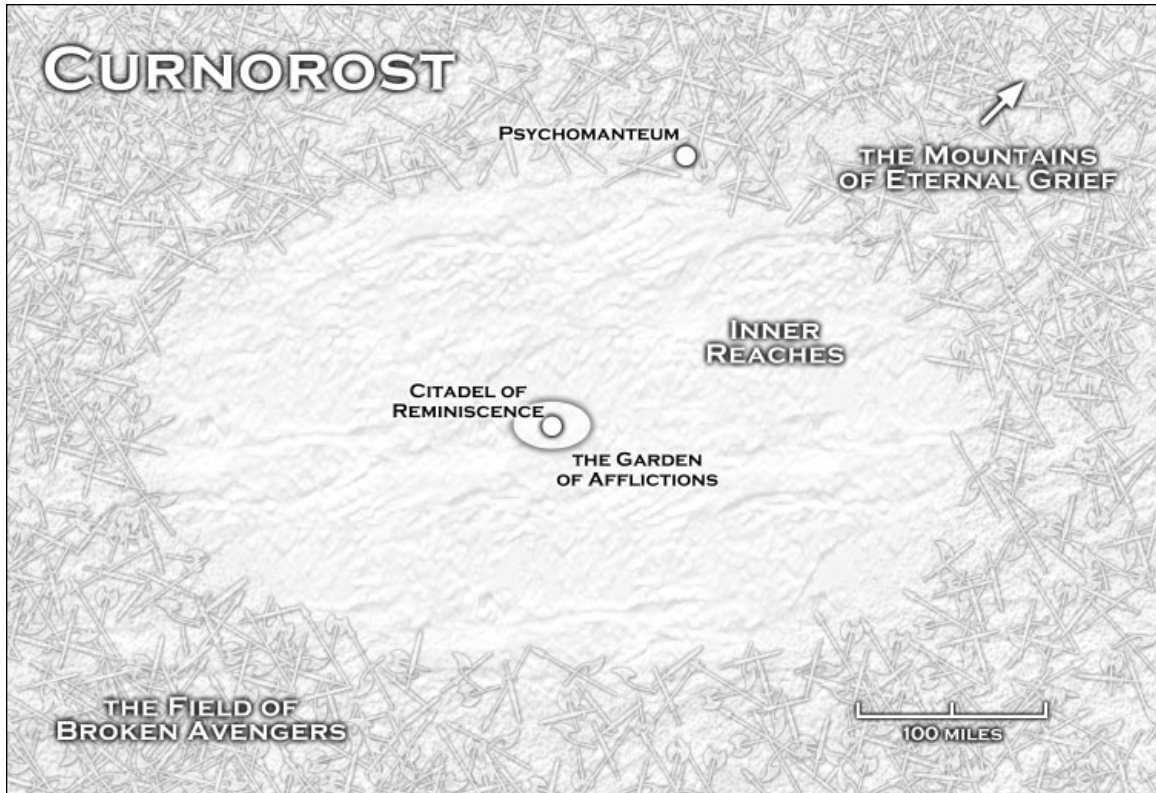 CURNOROST
PSYCHOMANTEUM
THE MOUNTAINS
OF ETERNAL GRIEF
INNER
REACHES
CITADEL OF
REMINISCENCE
THE GARDEN
OF AFFLICTIONS
THE FIELD OF
BROKEN AVENGERS
100 MILES